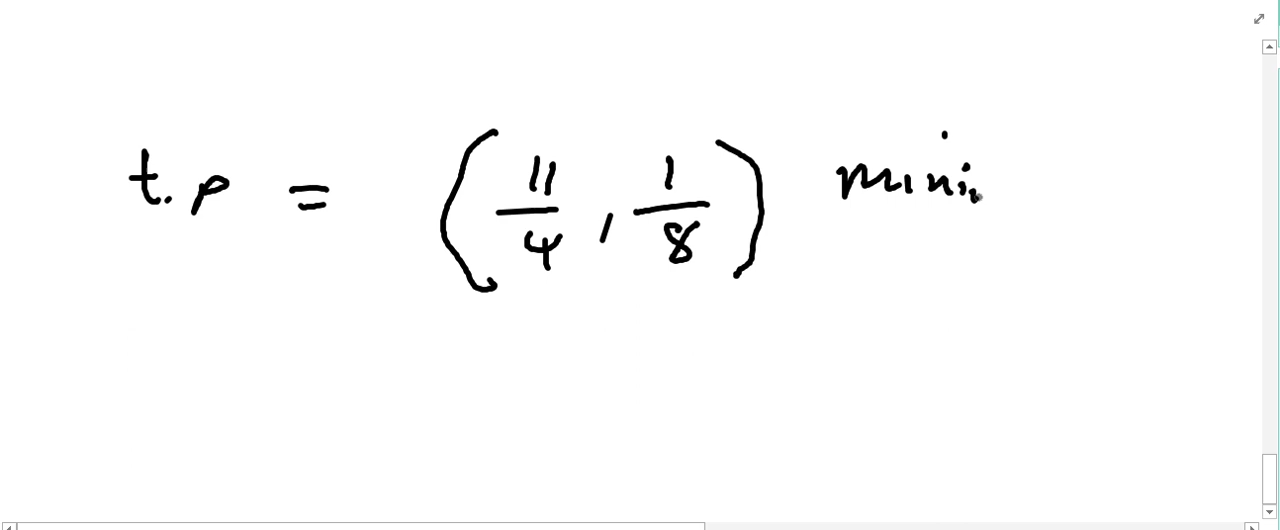 t.p = (11/4, 1/8) mini